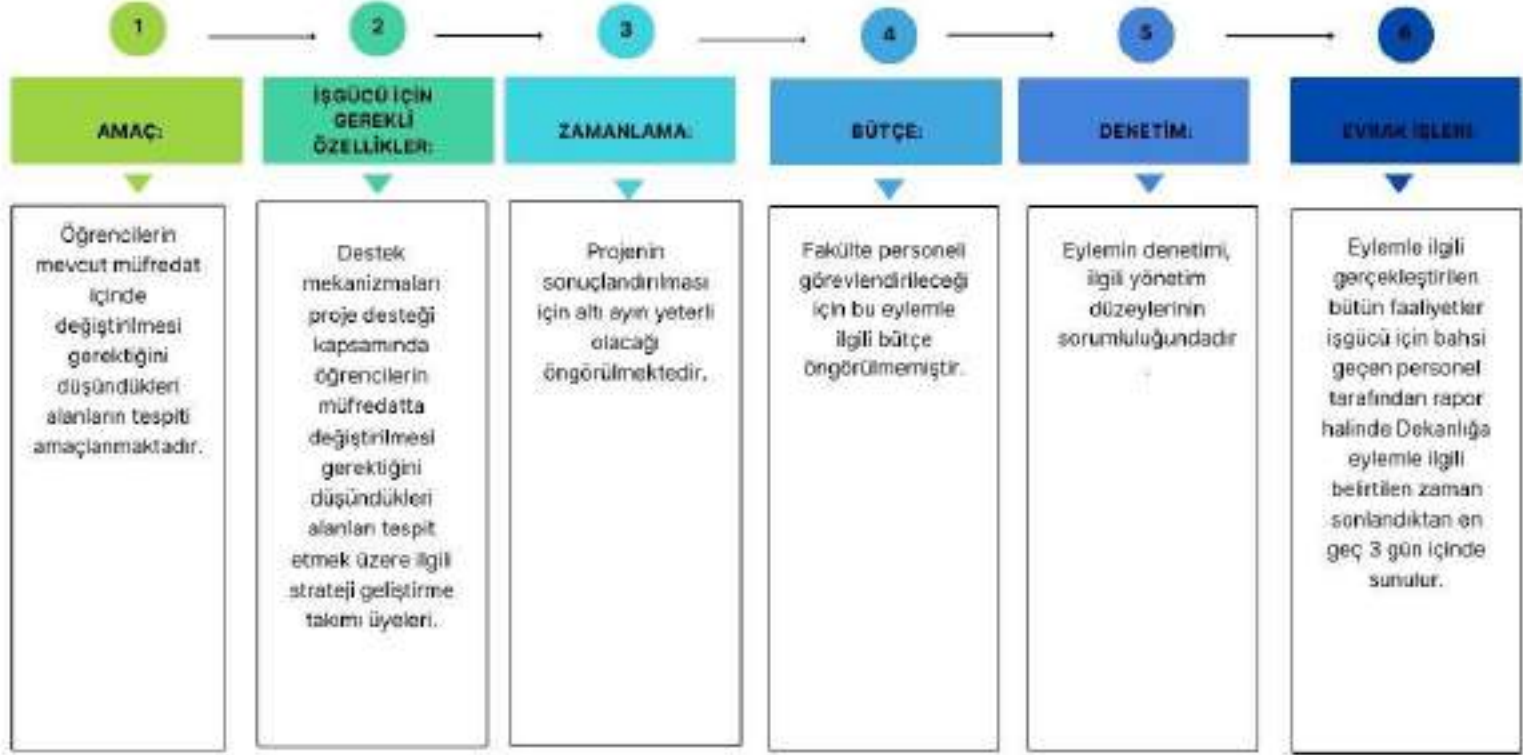 1
2
3
4
5
6
AMAÇ:
İŞGÜCÜ İÇİN
GEREKLİ
ÖZELLİKLER:
ZAMANLAMA:
BÜTÇE:
DENETİM:
EVRAK İŞLERİ:
Öğrencilerin
mevcut müfredat
içinde
değiştirilmesi
gerektiğini
düşündükleri
alanların tespiti
amaçlanmaktadır.
Destek
mekanizmaları
proje desteği
kapsamında
öğrencilerin
müfredatta
değiştirilmesi
gerektiğini
düşündükleri
alanları tespit
etmek üzere ilgili
strateji geliştirme
takımı üyeleri.
Projenin
sonuçlandırılması
için altı ayın yeterli
olacağı
öngörülmektedir.
Fakülte personeli
görevlendirileceği
için bu eylemle
ilgili bütçe
öngörülmemiştir.
Eylemin denetimi,
ilgili yönetim
düzeylerinin
sorumluluğundadır
.
Eylemle ilgili
gerçekleştirilen
bütün faaliyetler
işgücü için bahsi
geçen personel
tarafından rapor
halinde Dekanlığa
eylemle ilgili
belirtilen zaman
sonlandıktan en
geç 3 gün içinde
sunulur.